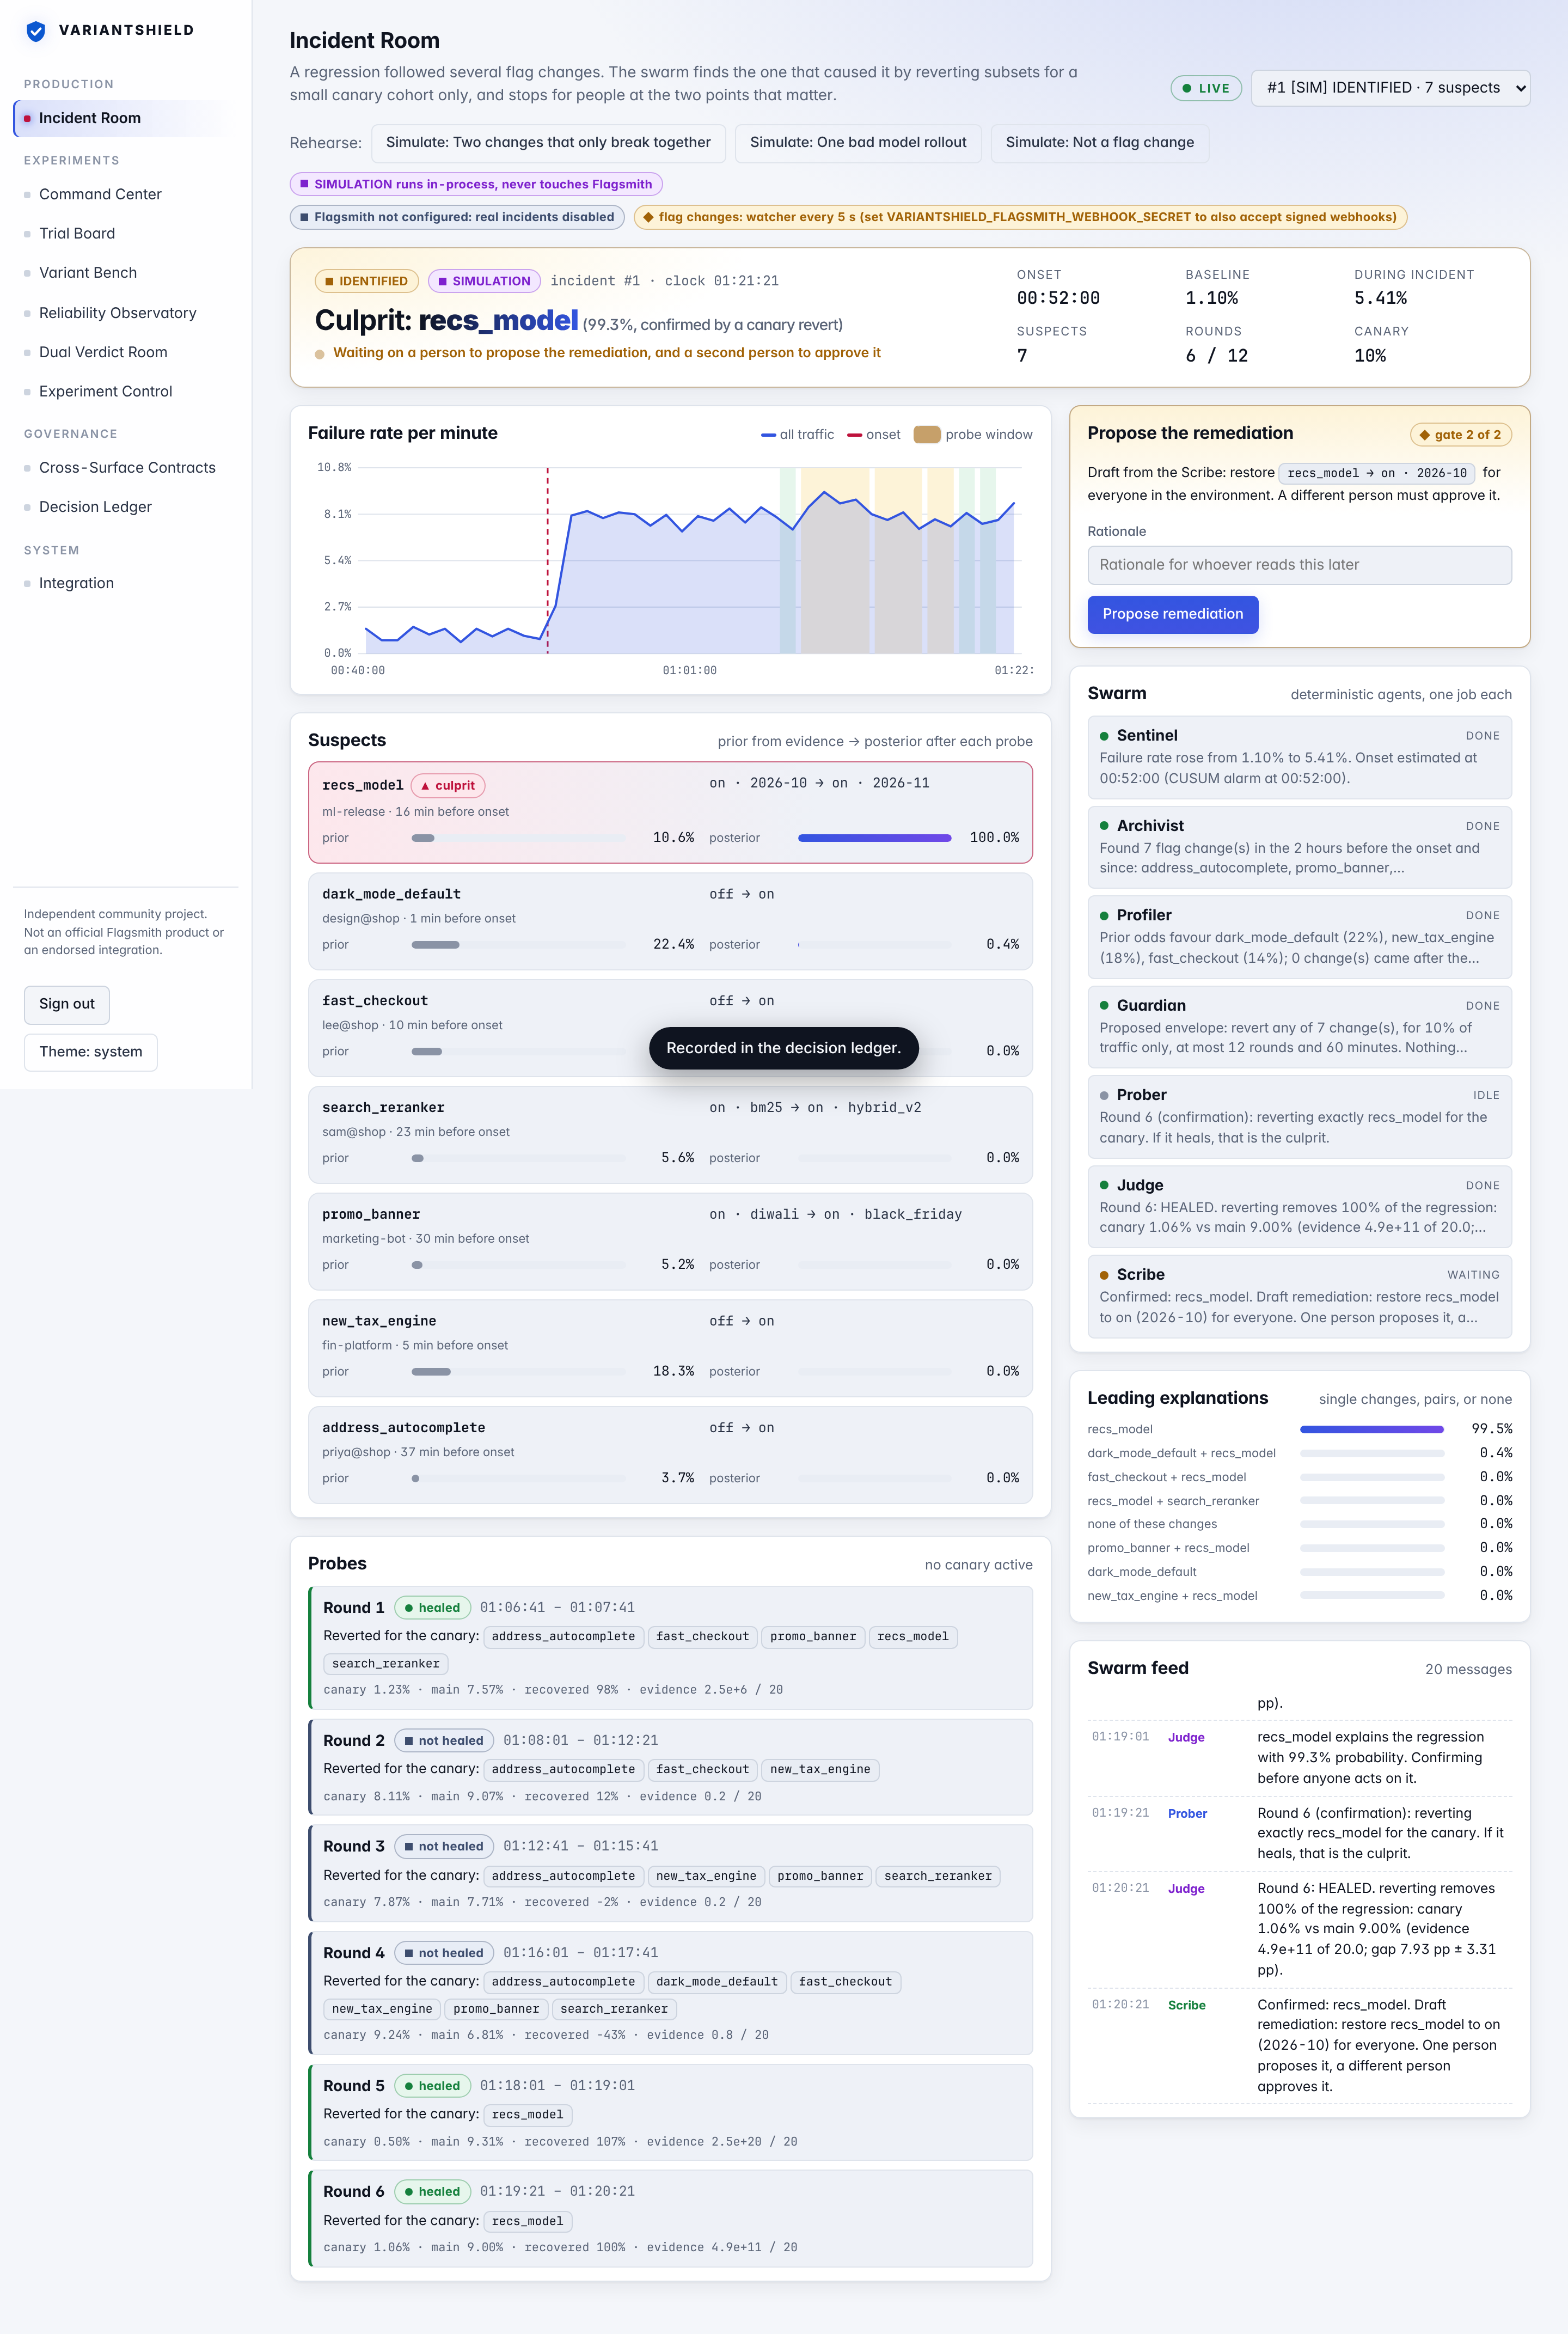 VARIANTSHIELD
PRODUCTION
Incident Room
EXPERIMENTS
Command Center
Trial Board
Variant Bench
Reliability Observatory
Dual Verdict Room
Experiment Control
GOVERNANCE
Cross-Surface Contracts
Decision Ledger
SYSTEM
Integration
Independent community project.
Not an official Flagsmith product or
an endorsed integration.
Sign out
Theme: system
Incident Room
A regression followed several flag changes. The swarm finds the one that caused it by reverting subsets for a
small canary cohort only, and stops for people at the two points that matter.
LIVE
#1 [SIM] IDENTIFIED · 7 suspects
Rehearse:
Simulate: Two changes that only break together
Simulate: One bad model rollout
Simulate: Not a flag change
SIMULATION runs in-process, never touches Flagsmith
Flagsmith not configured: real incidents disabled
flag changes: watcher every 5 s (set VARIANTSHIELD_FLAGSMITH_WEBHOOK_SECRET to also accept signed webhooks)
IDENTIFIED
SIMULATION
incident #1 · clock 01:21:21
Culprit: recs_model (99.3%, confirmed by a canary revert)
Waiting on a person to propose the remediation, and a second person to approve it
ONSET
00:52:00
BASELINE
1.10%
DURING INCIDENT
5.41%
SUSPECTS
7
ROUNDS
6 / 12
CANARY
10%
Failure rate per minute
all traffic
onset
probe window
10.8%
8.1%
5.4%
2.7%
0.0%
00:40:00
01:01:00
01:22:
Suspects
prior from evidence → posterior after each probe
recs_model ▲ culprit
on · 2026-10 → on · 2026-11
ml-release · 16 min before onset
prior 10.6% posterior 100.0%
dark_mode_default
off → on
design@shop · 1 min before onset
prior 22.4% posterior 0.4%
fast_checkout
off → on
lee@shop · 10 min before onset
prior 0.0%
Recorded in the decision ledger.
search_reranker
on · bm25 → on · hybrid_v2
sam@shop · 23 min before onset
prior 5.6% posterior 0.0%
promo_banner
on · diwali → on · black_friday
marketing-bot · 30 min before onset
prior 5.2% posterior 0.0%
new_tax_engine
off → on
fin-platform · 5 min before onset
prior 18.3% posterior 0.0%
address_autocomplete
off → on
priya@shop · 37 min before onset
prior 3.7% posterior 0.0%
Probes
no canary active
Round 1 healed 01:06:41 – 01:07:41
Reverted for the canary: address_autocomplete fast_checkout promo_banner recs_model
search_reranker
canary 1.23% · main 7.57% · recovered 98% · evidence 2.5e+6 / 20
Round 2 not healed 01:08:01 – 01:12:21
Reverted for the canary: address_autocomplete fast_checkout new_tax_engine
canary 8.11% · main 9.07% · recovered 12% · evidence 0.2 / 20
Round 3 not healed 01:12:41 – 01:15:41
Reverted for the canary: address_autocomplete new_tax_engine promo_banner search_reranker
canary 7.87% · main 7.71% · recovered -2% · evidence 0.2 / 20
Round 4 not healed 01:16:01 – 01:17:41
Reverted for the canary: address_autocomplete dark_mode_default fast_checkout
new_tax_engine promo_banner search_reranker
canary 9.24% · main 6.81% · recovered -43% · evidence 0.8 / 20
Round 5 healed 01:18:01 – 01:19:01
Reverted for the canary: recs_model
canary 0.50% · main 9.31% · recovered 107% · evidence 2.5e+20 / 20
Round 6 healed 01:19:21 – 01:20:21
Reverted for the canary: recs_model
canary 1.06% · main 9.00% · recovered 100% · evidence 4.9e+11 / 20
Propose the remediation
gate 2 of 2
Draft from the Scribe: restore recs_model → on · 2026-10 for
everyone in the environment. A different person must approve it.
Rationale
Rationale for whoever reads this later
Propose remediation
Swarm
deterministic agents, one job each
Sentinel DONE
Failure rate rose from 1.10% to 5.41%. Onset estimated at
00:52:00 (CUSUM alarm at 00:52:00).
Archivist DONE
Found 7 flag change(s) in the 2 hours before the onset and
since: address_autocomplete, promo_banner,...
Profiler DONE
Prior odds favour dark_mode_default (22%), new_tax_engine
(18%), fast_checkout (14%); 0 change(s) came after the...
Guardian DONE
Proposed envelope: revert any of 7 change(s), for 10% of
traffic only, at most 12 rounds and 60 minutes. Nothing...
Prober IDLE
Round 6 (confirmation): reverting exactly recs_model for the
canary. If it heals, that is the culprit.
Judge DONE
Round 6: HEALED. reverting removes 100% of the regression:
canary 1.06% vs main 9.00% (evidence 4.9e+11 of 20.0;...
Scribe WAITING
Confirmed: recs_model. Draft remediation: restore recs_model
to on (2026-10) for everyone. One person proposes it, a...
Leading explanations
single changes, pairs, or none
recs_model 99.5%
dark_mode_default + recs_model 0.4%
fast_checkout + recs_model 0.0%
recs_model + search_reranker 0.0%
none of these changes 0.0%
promo_banner + recs_model 0.0%
dark_mode_default 0.0%
new_tax_engine + recs_model 0.0%
Swarm feed
20 messages
pp).
01:19:01 Judge recs_model explains the regression
with 99.3% probability. Confirming
before anyone acts on it.
01:19:21 Prober Round 6 (confirmation): reverting
exactly recs_model for the canary. If it
heals, that is the culprit.
01:20:21 Judge Round 6: HEALED. reverting removes
100% of the regression: canary
1.06% vs main 9.00% (evidence
4.9e+11 of 20.0; gap 7.93 pp ± 3.31
pp).
01:20:21 Scribe Confirmed: recs_model. Draft
remediation: restore recs_model to on
(2026-10) for everyone. One person
proposes it, a different person
approves it.